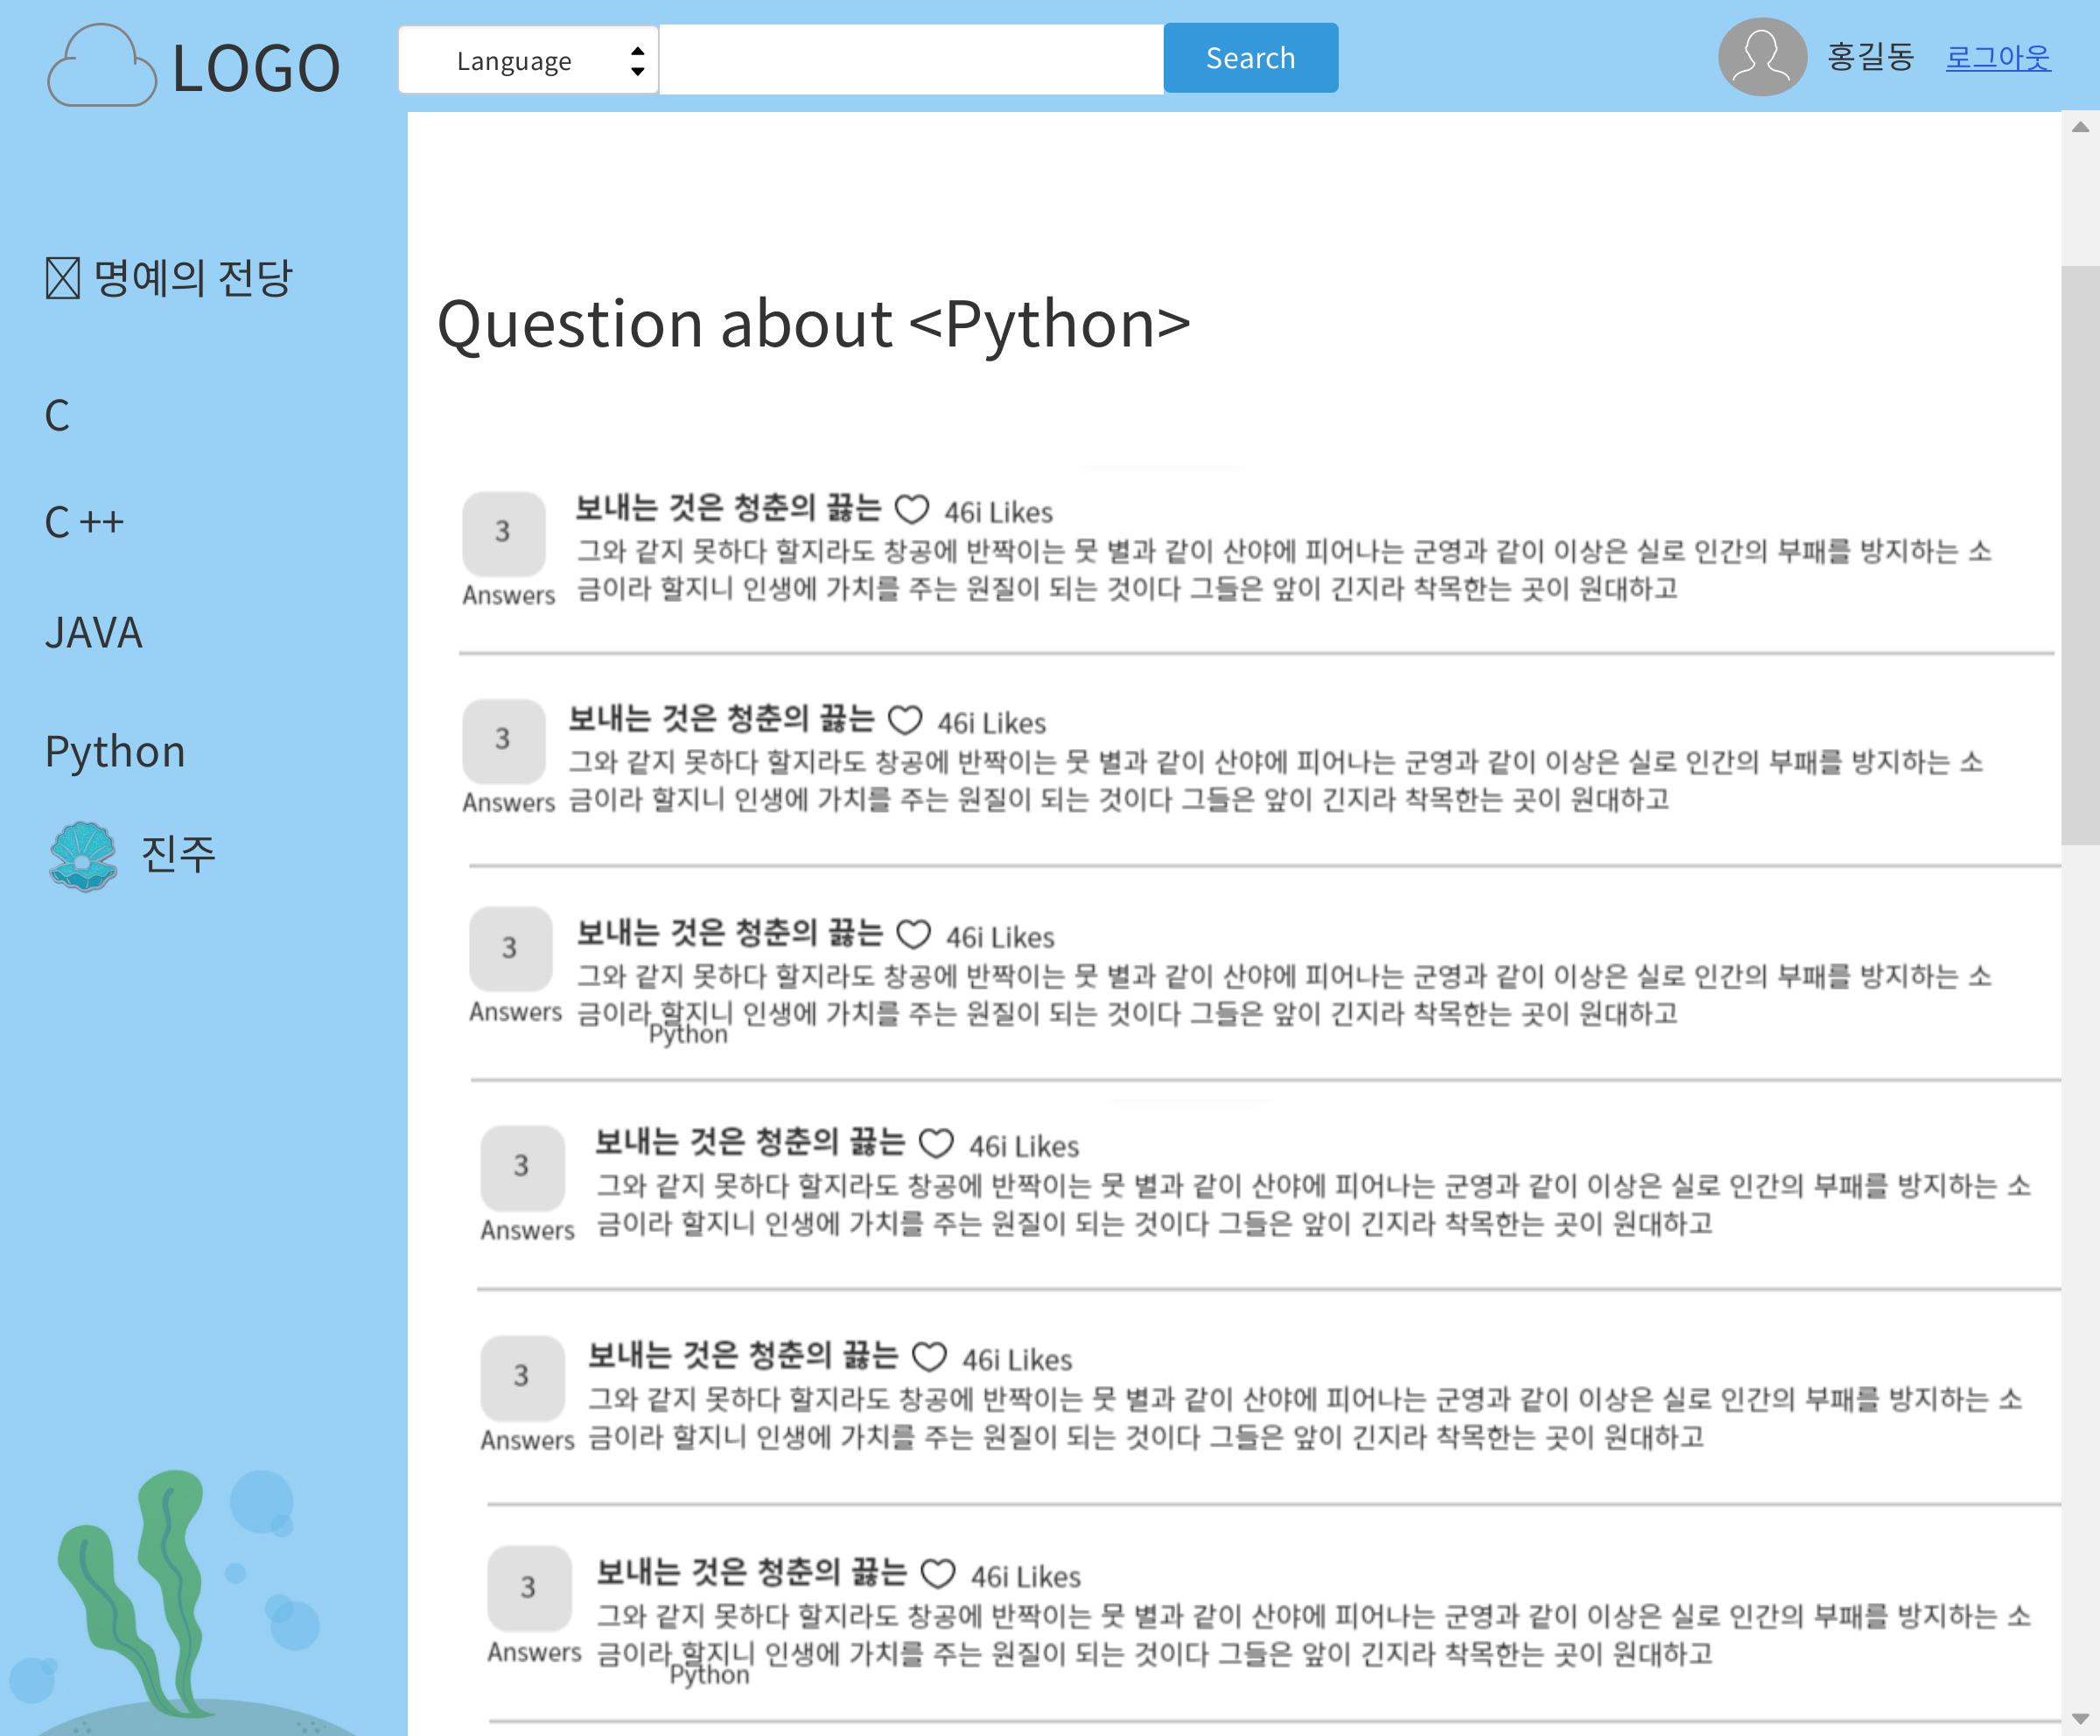 LOGO
Language
Search
홍길동
로그아웃
명예의 전당
C
C ++
JAVA
Python
진주
Question about <Python>
3
Answers
보내는 것은 청춘의 끓는 46i Likes
그와 같지 못하다 할지라도 창공에 반짝이는 뭇 별과 같이 산야에 피어나는 군영과 같이 이상은 실로 인간의 부패를 방지하는 소
금이라 할지니 인생에 가치를 주는 원질이 되는 것이다 그들은 앞이 긴지라 착목한는 곳이 원대하고
3
Answers
보내는 것은 청춘의 끓는 46i Likes
그와 같지 못하다 할지라도 창공에 반짝이는 뭇 별과 같이 산야에 피어나는 군영과 같이 이상은 실로 인간의 부패를 방지하는 소
금이라 할지니 인생에 가치를 주는 원질이 되는 것이다 그들은 앞이 긴지라 착목한는 곳이 원대하고
3
Answers
보내는 것은 청춘의 끓는 46i Likes
그와 같지 못하다 할지라도 창공에 반짝이는 뭇 별과 같이 산야에 피어나는 군영과 같이 이상은 실로 인간의 부패를 방지하는 소
금이라 할지니 인생에 가치를 주는 원질이 되는 것이다 그들은 앞이 긴지라 착목한는 곳이 원대하고
Python
3
Answers
보내는 것은 청춘의 끓는 46i Likes
그와 같지 못하다 할지라도 창공에 반짝이는 뭇 별과 같이 산야에 피어나는 군영과 같이 이상은 실로 인간의 부패를 방지하는 소
금이라 할지니 인생에 가치를 주는 원질이 되는 것이다 그들은 앞이 긴지라 착목한는 곳이 원대하고
3
Answers
보내는 것은 청춘의 끓는 46i Likes
그와 같지 못하다 할지라도 창공에 반짝이는 뭇 별과 같이 산야에 피어나는 군영과 같이 이상은 실로 인간의 부패를 방지하는 소
금이라 할지니 인생에 가치를 주는 원질이 되는 것이다 그들은 앞이 긴지라 착목한는 곳이 원대하고
3
Answers
보내는 것은 청춘의 끓는 46i Likes
그와 같지 못하다 할지라도 창공에 반짝이는 뭇 별과 같이 산야에 피어나는 군영과 같이 이상은 실로 인간의 부패를 방지하는 소
금이라 할지니 인생에 가치를 주는 원질이 되는 것이다 그들은 앞이 긴지라 착목한는 곳이 원대하고
Python